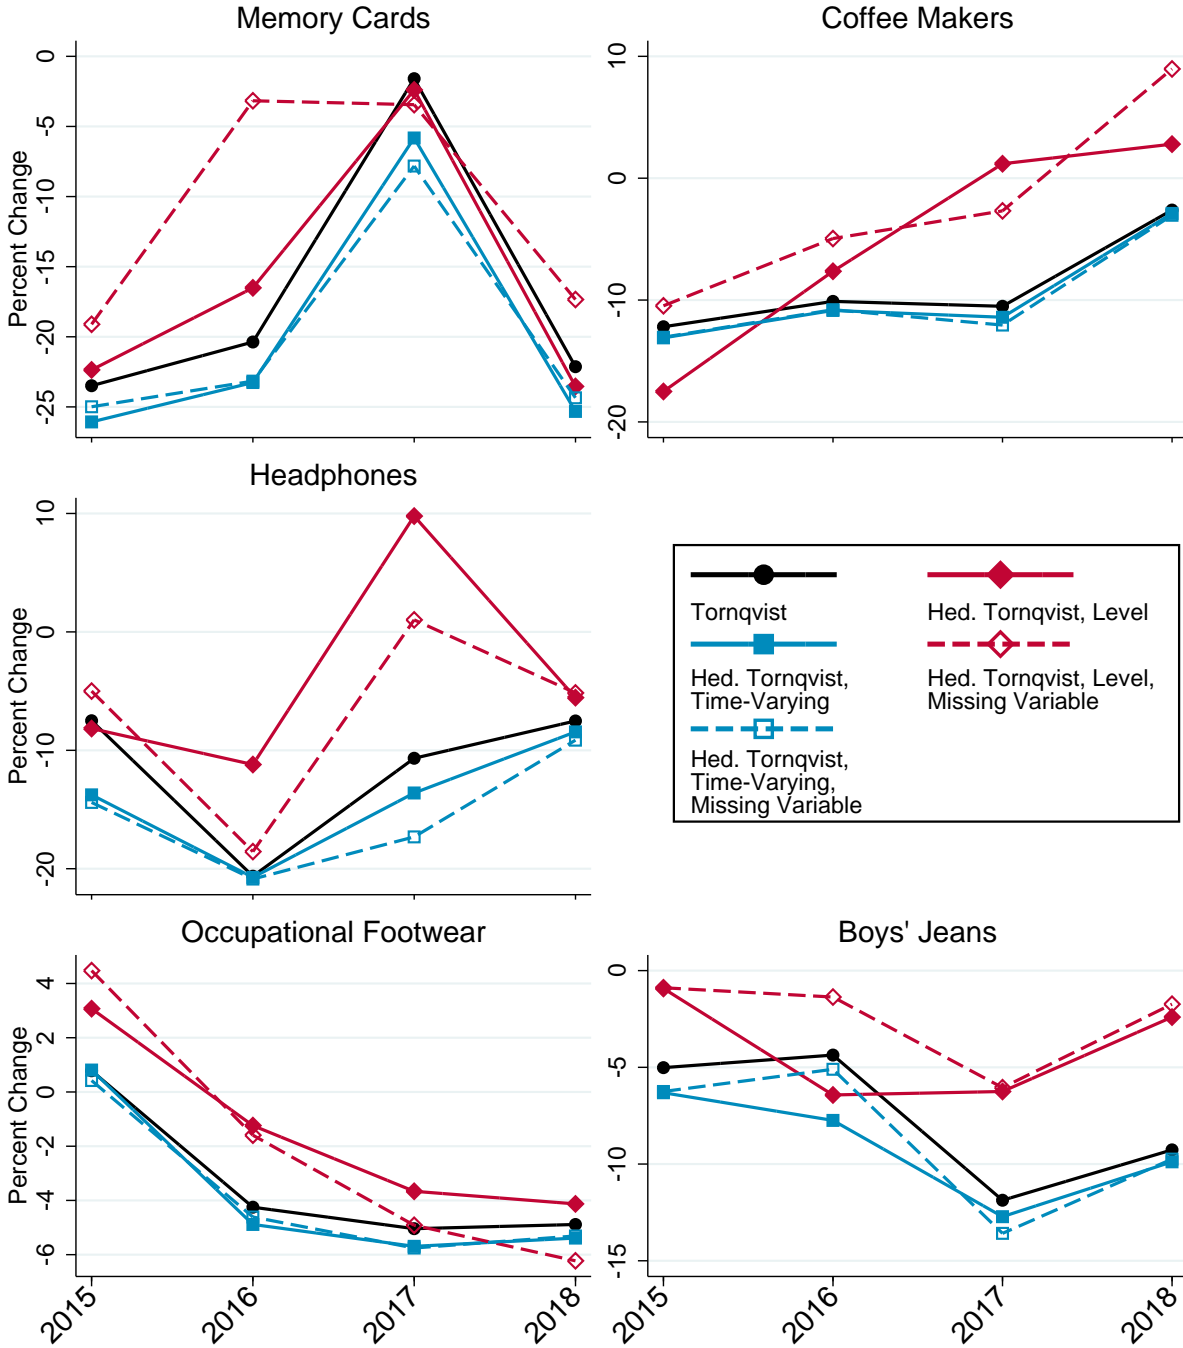 Memory Cards
Percent Change
0
-5
-10
-15
-20
-25
Coffee Makers
10
0
-10
-20
Headphones
Percent Change
10
0
-10
-20
Tornqvist
Hed. Tornqvist, Level
Hed. Tornqvist,
Time-Varying
Hed. Tornqvist, Level,
Missing Variable
Hed. Tornqvist,
Time-Varying,
Missing Variable
Occupational Footwear
Percent Change
4
2
0
-2
-4
-6
2015
2016
2017
2018
Boys' Jeans
0
-5
-10
-15
2015
2016
2017
2018